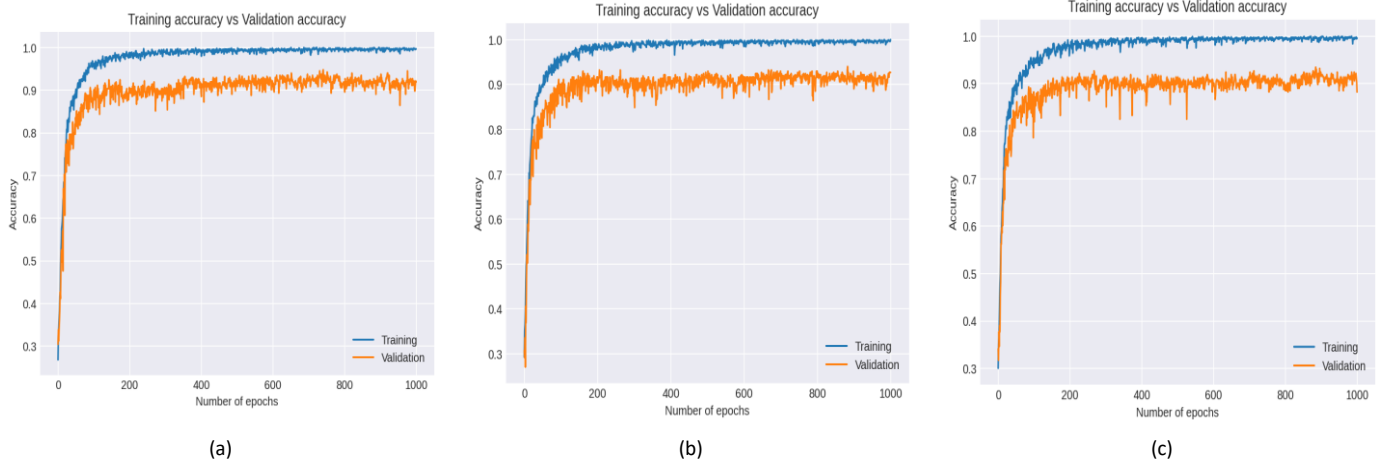 Training accuracy vs Validation accuracy
1.0
0.9
0.8
0.7
0.6
0.5
0.4
0.3
Accuracy
Training
Validation
0 200 400 600 800 1000
Number of epochs
(a)
Training accuracy vs Validation accuracy
1.0
0.9
0.8
0.7
0.6
0.5
0.4
0.3
Accuracy
Training
Validation
0 200 400 600 800 1000
Number of epochs
(b)
Training accuracy vs Validation accuracy
1.0
0.9
0.8
0.7
0.6
0.5
0.4
0.3
Accuracy
Training
Validation
0 200 400 600 800 1000
Number of epochs
(c)